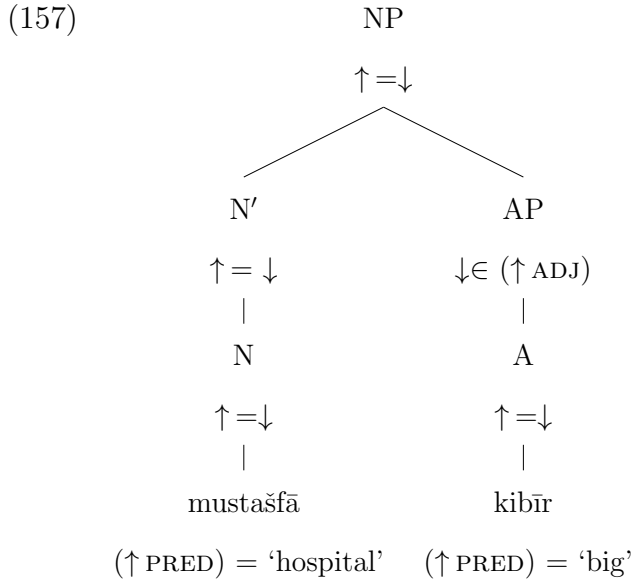 (157) NP
↑=↓
N′ AP
↑ = ↓ ↓∈ (↑ ADJ)
N A
↑=↓ ↑=↓
mustašfā kibīr
(↑ PRED) = ‘hospital’ (↑ PRED) = ‘big’